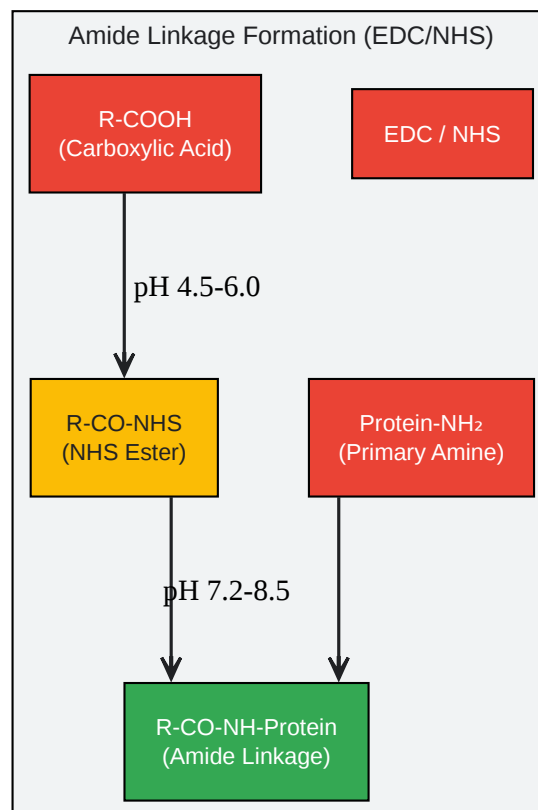 Amide Linkage Formation (EDC/NHS)
R-COOH
(Carboxylic Acid)
EDC / NHS
pH 4.5-6.0
R-CO-NHS
(NHS Ester)
Protein-NH₂
(Primary Amine)
pH 7.2-8.5
R-CO-NH-Protein
(Amide Linkage)